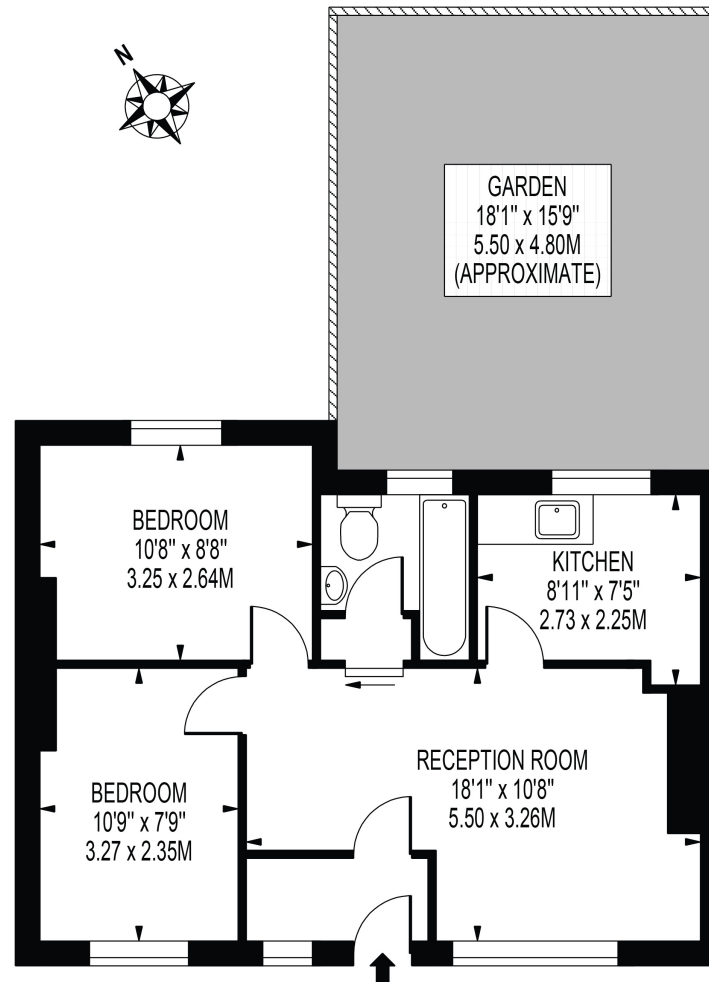 N
GARDEN
18'1" x 15'9"
5.50 x 4.80M
(APPROXIMATE)
BEDROOM
10'8" x 8'8"
3.25 x 2.64M
KITCHEN
8'11" x 7'5"
2.73 x 2.25M
RECEPTION ROOM
18'1" x 10'8"
5.50 x 3.26M
BEDROOM
10'9" x 7'9"
3.27 x 2.35M